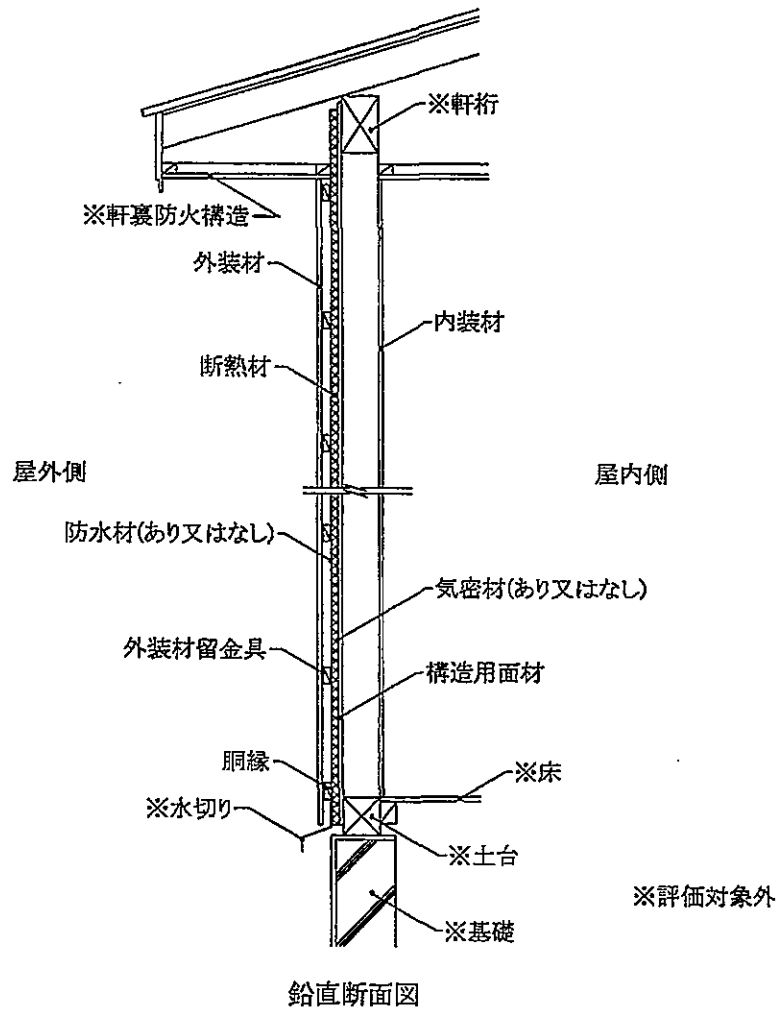 ※軒桁
※軒裏防火構造
外装材
内装材
断熱材
屋外側
屋内側
防水材(あり又はなし)
気密材(あり又はなし)
外装材留金具
構造用面材
胴縁
※床
※水切り
※土台
※評価対象外
※基礎
鉛直断面図